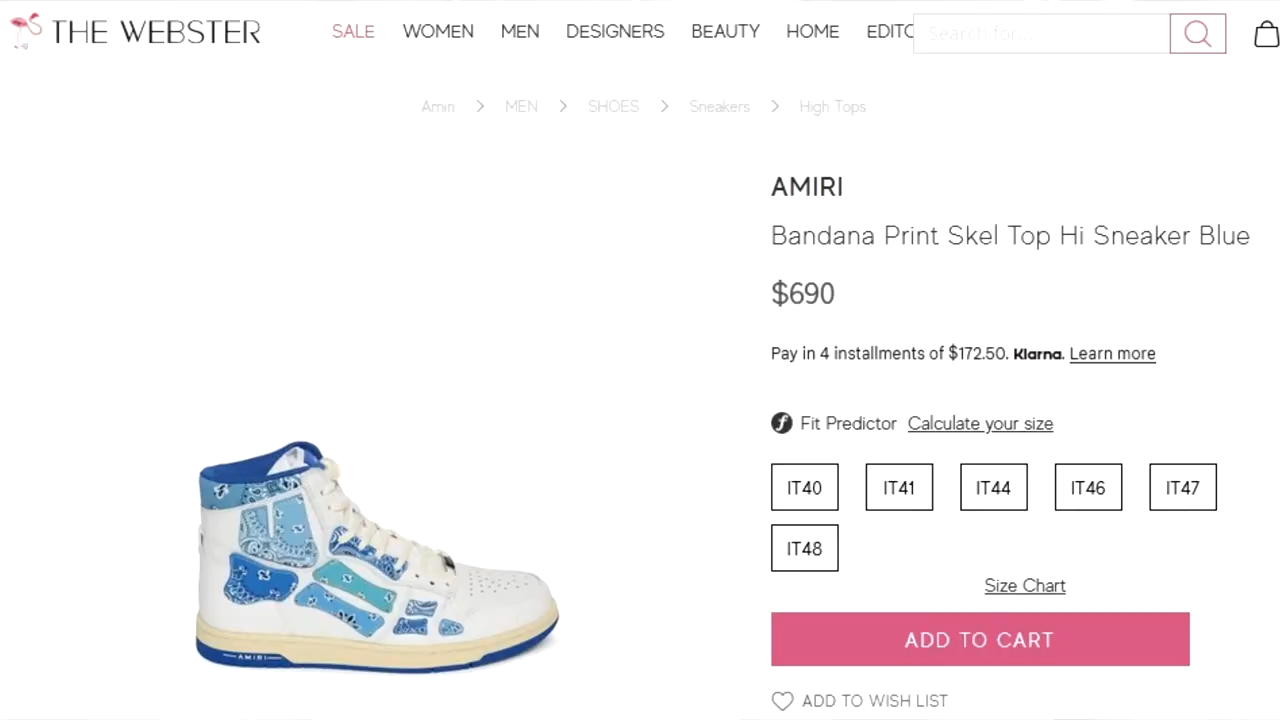 THE WEBSTER
SALE WOMEN MEN DESIGNERS BEAUTY HOME EDITO
Search for...
Amiri > MEN > SHOES > Sneakers > High Tops
AMIRI
Bandana Print Skel Top Hi Sneaker Blue
$690
Pay in 4 installments of $172.50. Klarna. Learn more
Fit Predictor Calculate your size
IT40 IT41 IT44 IT46 IT47
IT48
Size Chart
ADD TO CART
ADD TO WISH LIST
AMIRI